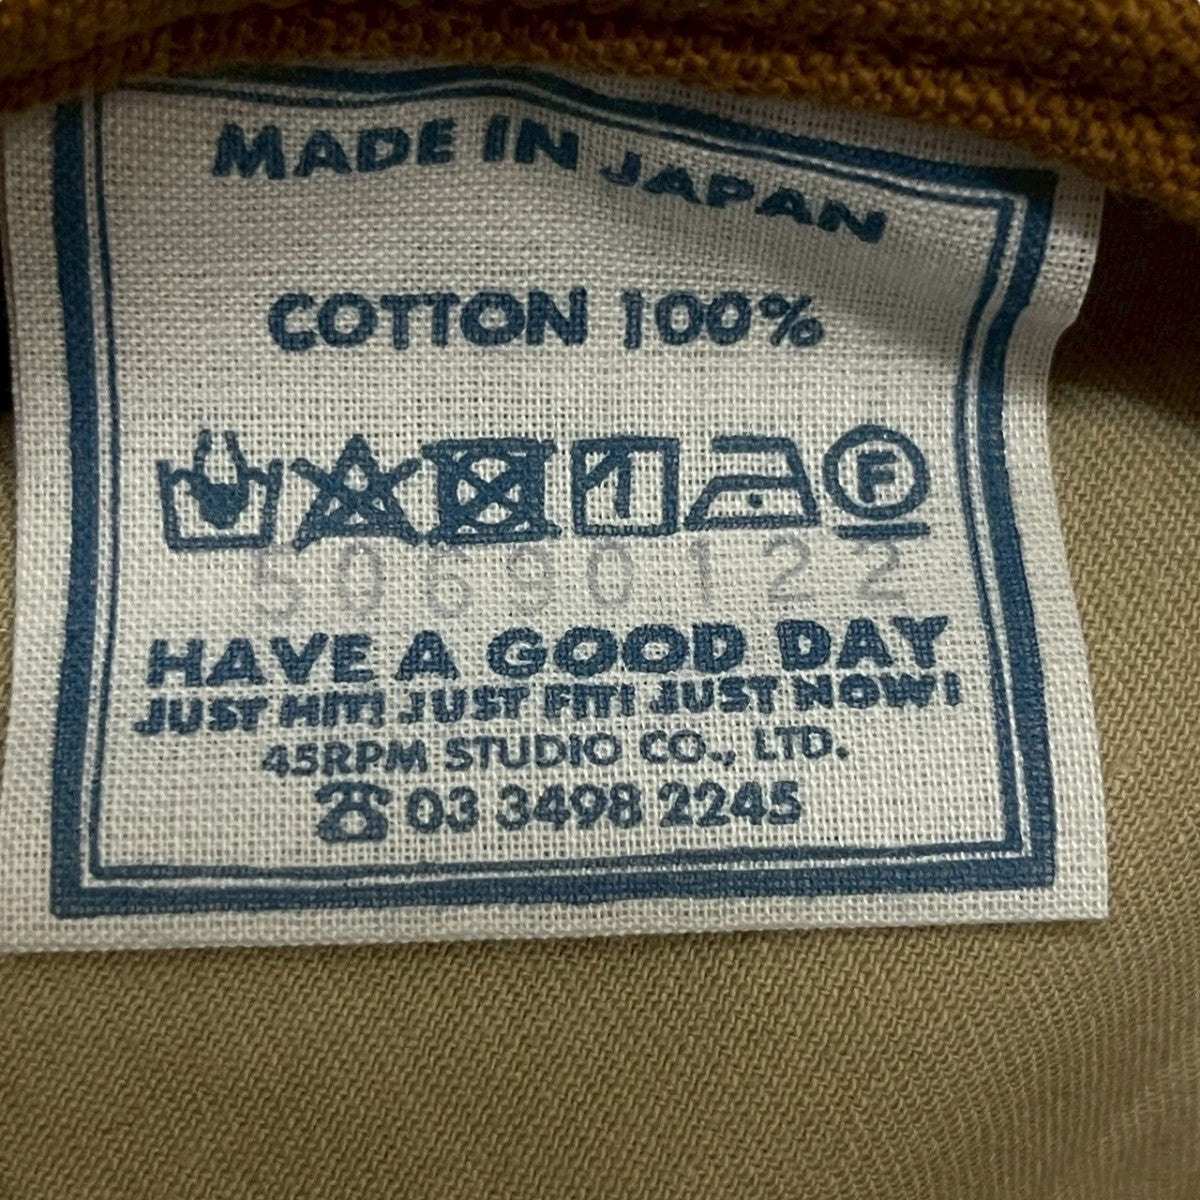 MADE IN JAPAN
COTTON 100%
F
50690122
HAVE A GOOD DAY
JUST HIT! JUST FIT! JUST NOW!
45RPM STUDIO CO., LTD.
☎ 03 3498 2245